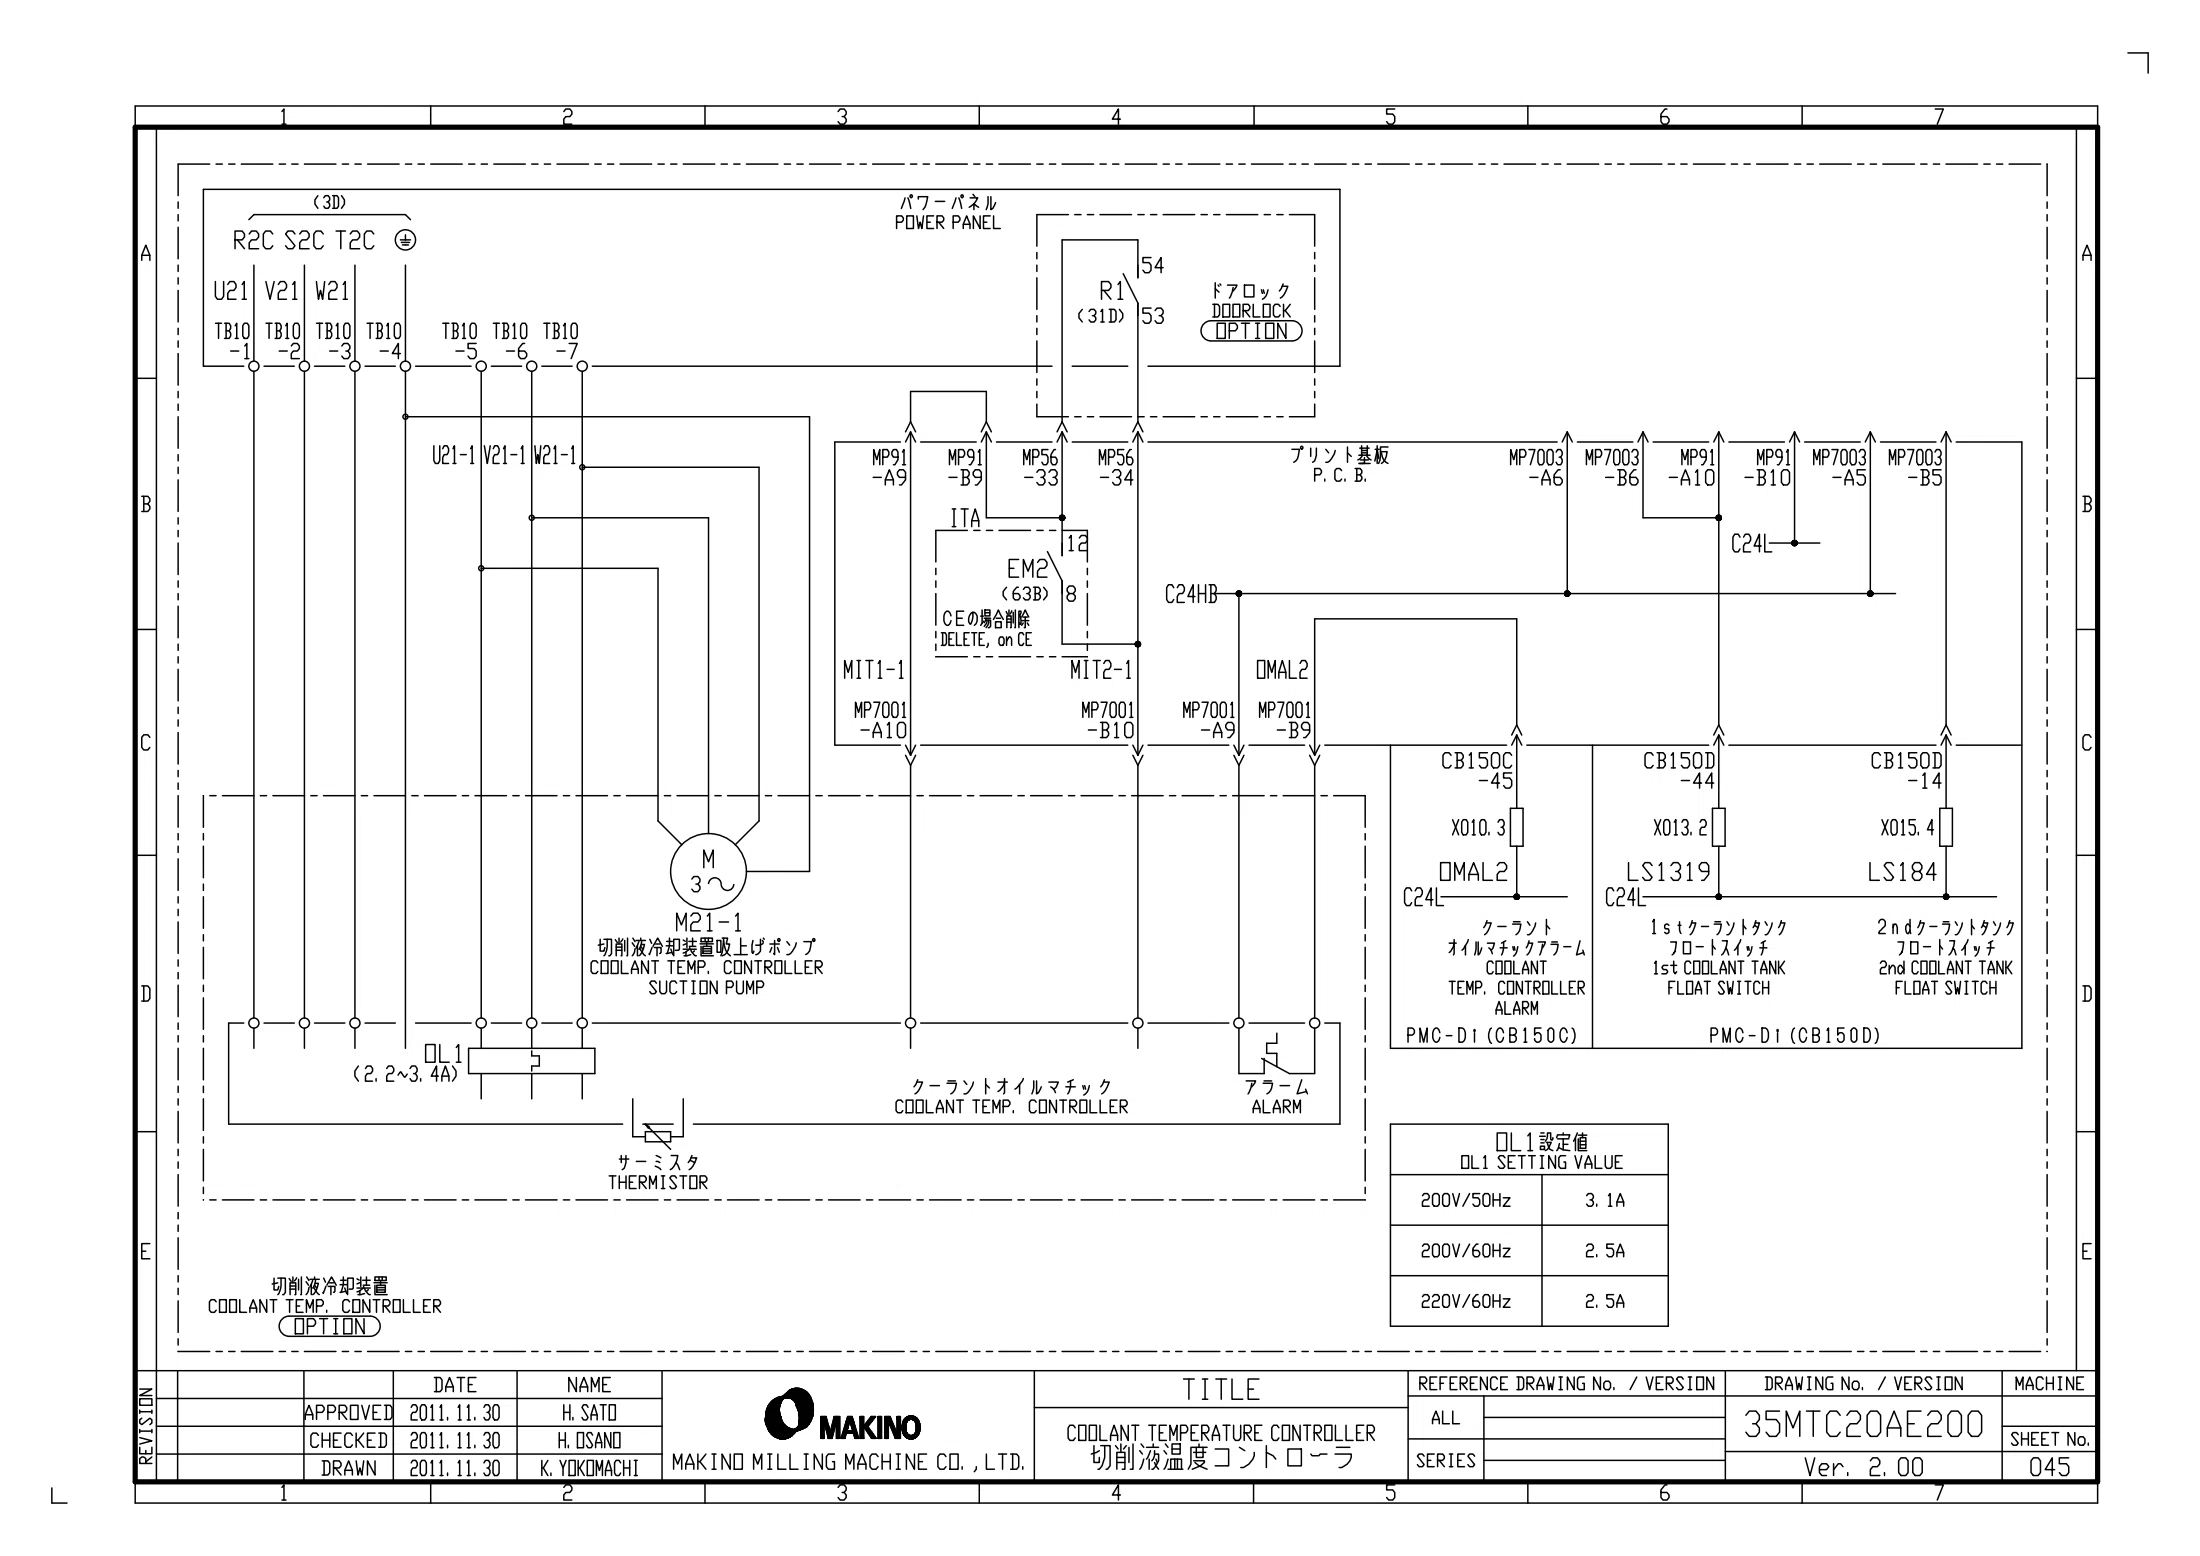 1 2 3 4 5 6 7
A
B
C
D
E
A
B
C
D
E
(3D)
R2C S2C T2C
U21 V21 W21
TB10 -1
TB10 -2
TB10 -3
TB10 -4
TB10 -5
TB10 -6
TB10 -7
パワーパネル
POWER PANEL
54
R1
(31D)
53
ドアロック
DOORLOCK
OPTION
U21-1 V21-1 W21-1
MP91 -A9
MP91 -B9
MP56 -33
MP56 -34
プリント基板
P. C. B.
MP7003 -A6
MP7003 -B6
MP91 -A10
MP91 -B10
MP7003 -A5
MP7003 -B5
ITA
12
EM2
(63B)
8
CEの場合削除
DELETE, on CE
C24L
C24HB
MIT1-1
MIT2-1
OMAL2
MP7001 -A10
MP7001 -B10
MP7001 -A9
MP7001 -B9
CB150C -45
CB150D -44
CB150D -14
X010. 3
X013. 2
X015. 4
OMAL2
LS1319
LS184
C24L
C24L
クーラント
オイルマチックアラーム
COOLANT
TEMP. CONTROLLER
ALARM
1stクーラントタンク
フロートスイッチ
1st COOLANT TANK
FLOAT SWITCH
2ndクーラントタンク
フロートスイッチ
2nd COOLANT TANK
FLOAT SWITCH
PMC-Di(CB150C)
PMC-Di(CB150D)
M
3
M21-1
切削液冷却装置吸上げポンプ
COOLANT TEMP. CONTROLLER
SUCTION PUMP
OL1
(2. 2~3. 4A)
クーラントオイルマチック
COOLANT TEMP. CONTROLLER
アラーム
ALARM
サーミスタ
THERMISTOR
OL1設定値
OL1 SETTING VALUE
200V/50Hz 3. 1A
200V/60Hz 2. 5A
220V/60Hz 2. 5A
切削液冷却装置
COOLANT TEMP. CONTROLLER
OPTION
REVISION
DATE NAME
APPROVED 2011. 11. 30 H. SATO
CHECKED 2011. 11. 30 H. OSANO
DRAWN 2011. 11. 30 K. YOKOMACHI
MAKINO
MAKINO MILLING MACHINE CO. , LTD.
TITLE
COOLANT TEMPERATURE CONTROLLER
切削液温度コントローラ
REFERENCE DRAWING No. / VERSION
ALL
SERIES
DRAWING No. / VERSION
35MTC20AE200
Ver. 2. 00
MACHINE
SHEET No.
045
1 2 3 4 5 6 7